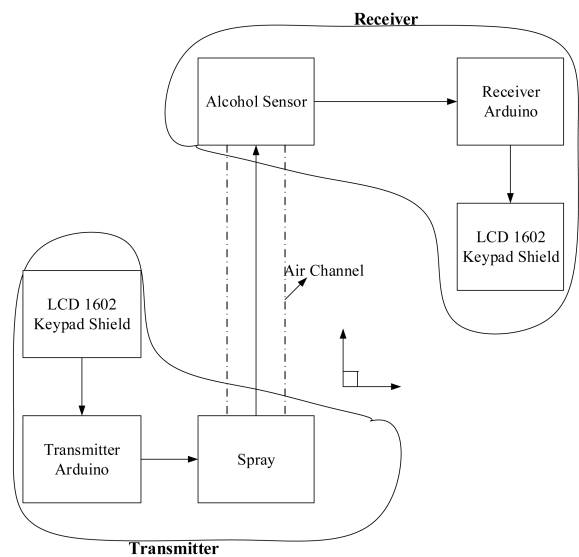 Receiver
Alcohol Sensor
Receiver
Arduino
LCD 1602
Keypad Shield
Air Channel
LCD 1602
Keypad Shield
Transmitter
Arduino
Spray
Transmitter